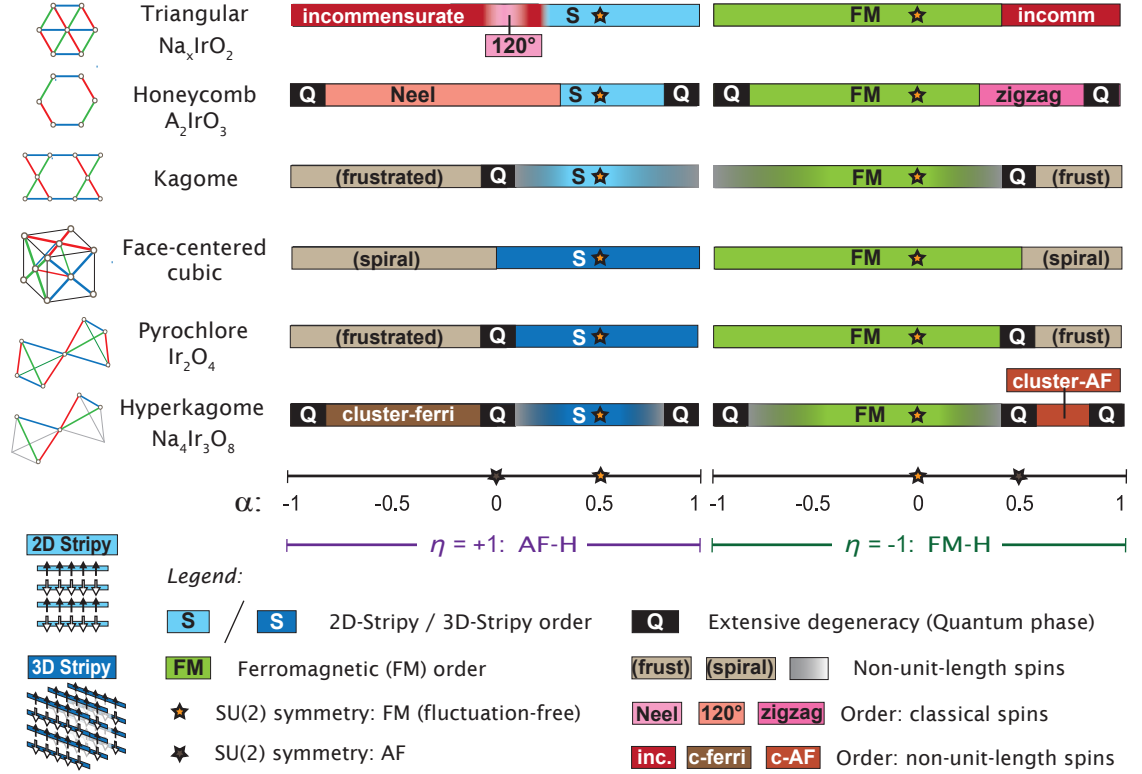 Triangular
Na_xIrO_2
incommensurate
S
FM
incomm
120°
Honeycomb
A_2IrO_3
Q
Neel
S
Q
Q
FM
zigzag
Q
Kagome
(frustrated)
Q
S
FM
Q
(frust)
Face-centered
cubic
(spiral)
S
FM
(spiral)
Pyrochlore
Ir_2O_4
(frustrated)
Q
S
FM
Q
(frust)
cluster-AF
Hyperkagome
Na_4Ir_3O_8
Q
cluster-ferri
Q
S
Q
Q
FM
Q
Q
α: -1 -0.5 0 0.5 1 -1 -0.5 0 0.5 1
η = +1: AF-H
η = -1: FM-H
2D Stripy
3D Stripy
Legend:
S / S 2D-Stripy / 3D-Stripy order
FM Ferromagnetic (FM) order
SU(2) symmetry: FM (fluctuation-free)
SU(2) symmetry: AF
Q Extensive degeneracy (Quantum phase)
(frust) (spiral) Non-unit-length spins
Neel 120° zigzag Order: classical spins
inc. c-ferri c-AF Order: non-unit-length spins